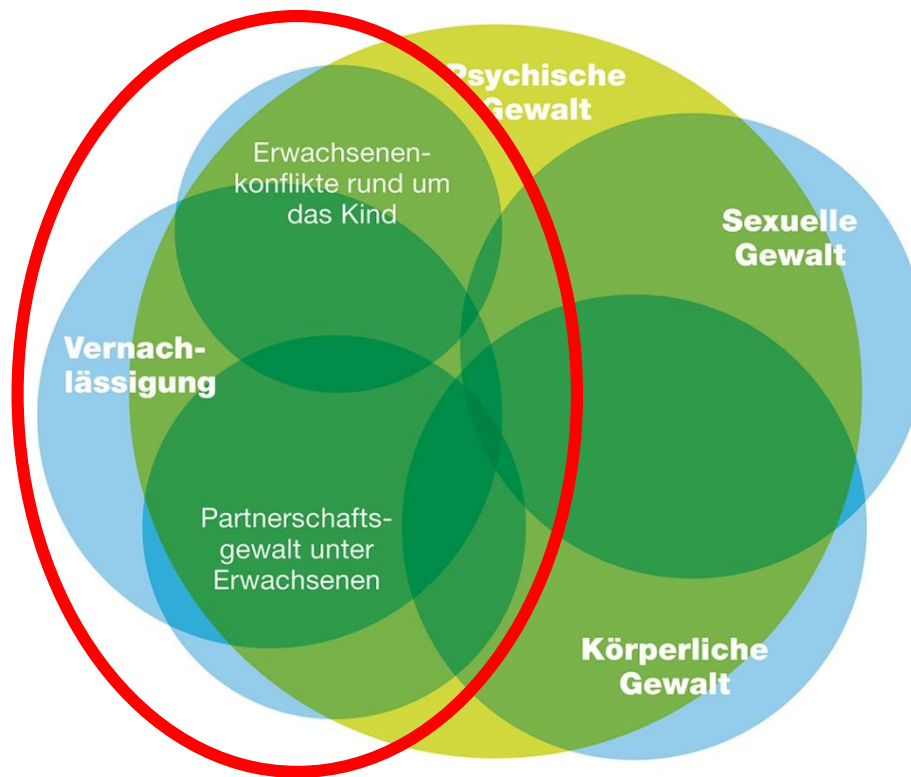 Psychische
Gewalt
Erwachsenen-
konflikte rund um
das Kind
Sexuelle
Gewalt
Vernach-
lässigung
Partnerschafts-
gewalt unter
Erwachsenen
Körperliche
Gewalt